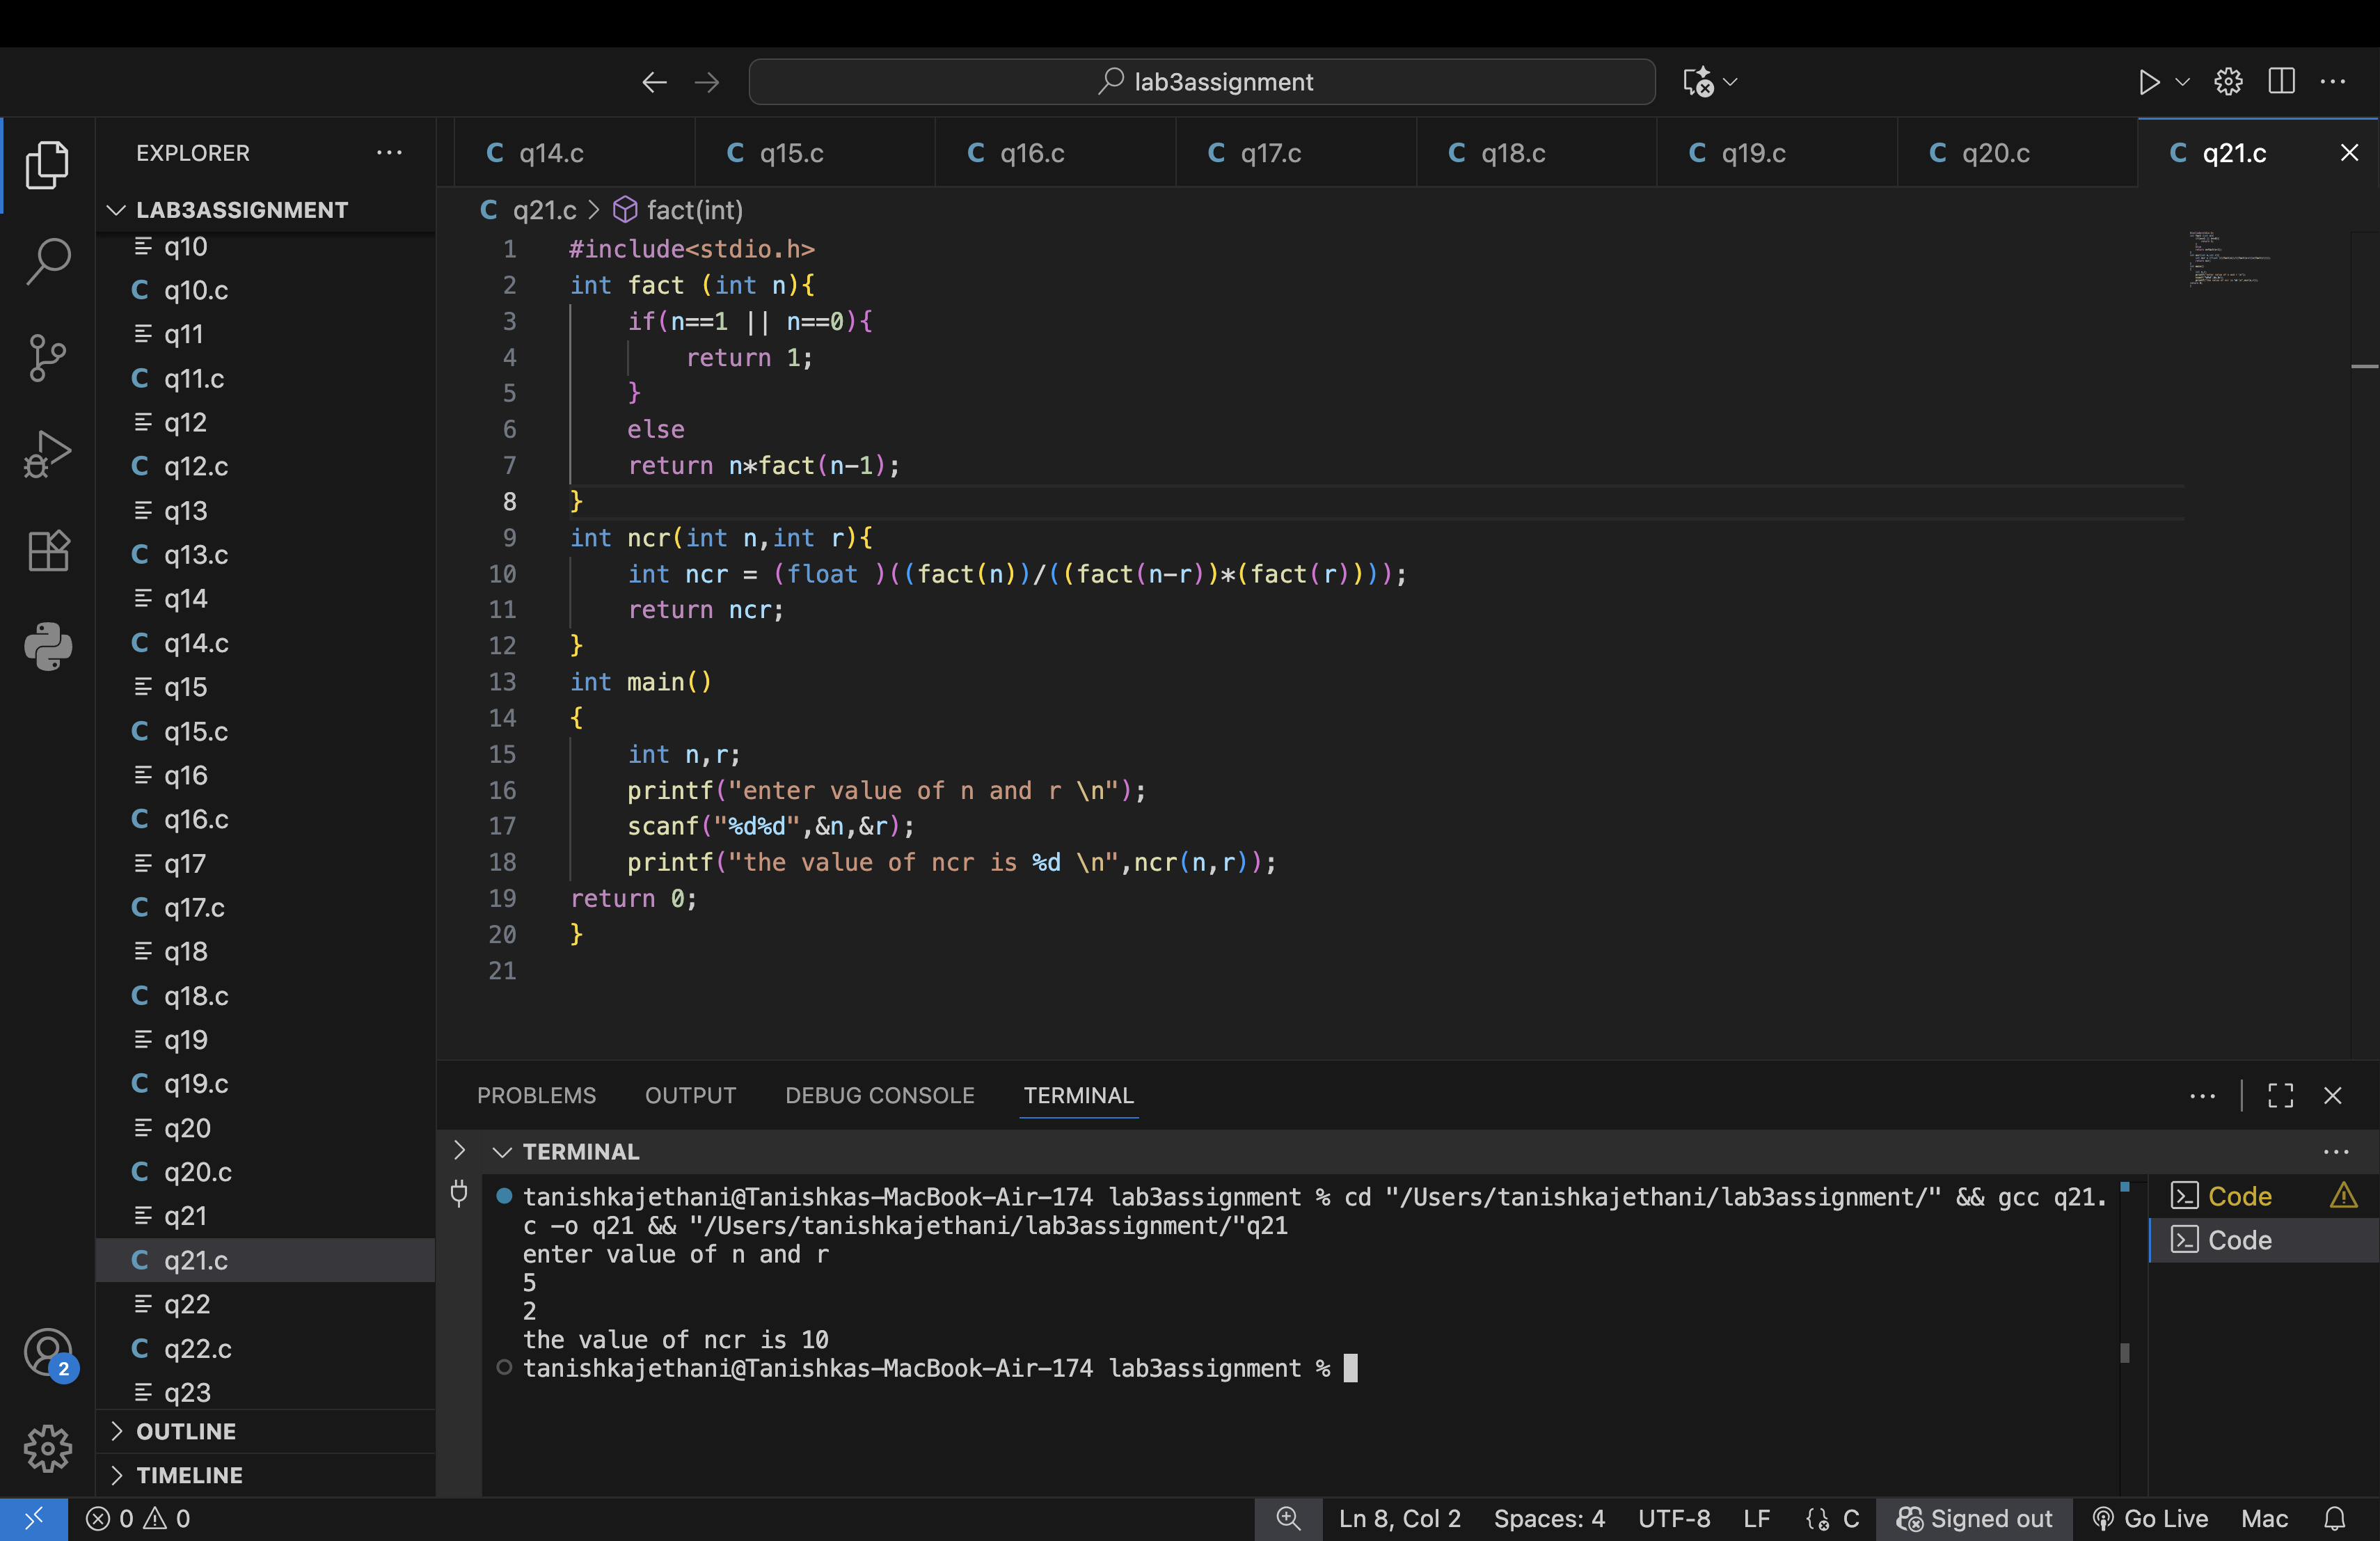 lab3assignment
EXPLORER
LAB3ASSIGNMENT
q10
C q10.c
q11
C q11.c
q12
C q12.c
q13
C q13.c
q14
C q14.c
q15
C q15.c
q16
C q16.c
q17
C q17.c
q18
C q18.c
q19
C q19.c
q20
C q20.c
q21
C q21.c
q22
C q22.c
q23
OUTLINE
TIMELINE
2
C q14.c C q15.c C q16.c C q17.c C q18.c C q19.c C q20.c C q21.c
C q21.c > fact(int)
1 #include<stdio.h>
2 int fact (int n){
3 if(n==1 || n==0){
4 return 1;
5 }
6 else
7 return n*fact(n-1);
8 }
9 int ncr(int n,int r){
10 int ncr = (float )((fact(n))/((fact(n-r))*(fact(r))));
11 return ncr;
12 }
13 int main()
14 {
15 int n,r;
16 printf("enter value of n and r \n");
17 scanf("%d%d",&n,&r);
18 printf("the value of ncr is %d \n",ncr(n,r));
19 return 0;
20 }
21
PROBLEMS OUTPUT DEBUG CONSOLE TERMINAL
TERMINAL
tanishkajethani@Tanishkas-MacBook-Air-174 lab3assignment % cd "/Users/tanishkajethani/lab3assignment/" && gcc q21.
c -o q21 && "/Users/tanishkajethani/lab3assignment/"q21
enter value of n and r
5
2
the value of ncr is 10
tanishkajethani@Tanishkas-MacBook-Air-174 lab3assignment %
Code
Code
0 0 Ln 8, Col 2 Spaces: 4 UTF-8 LF C Signed out Go Live Mac